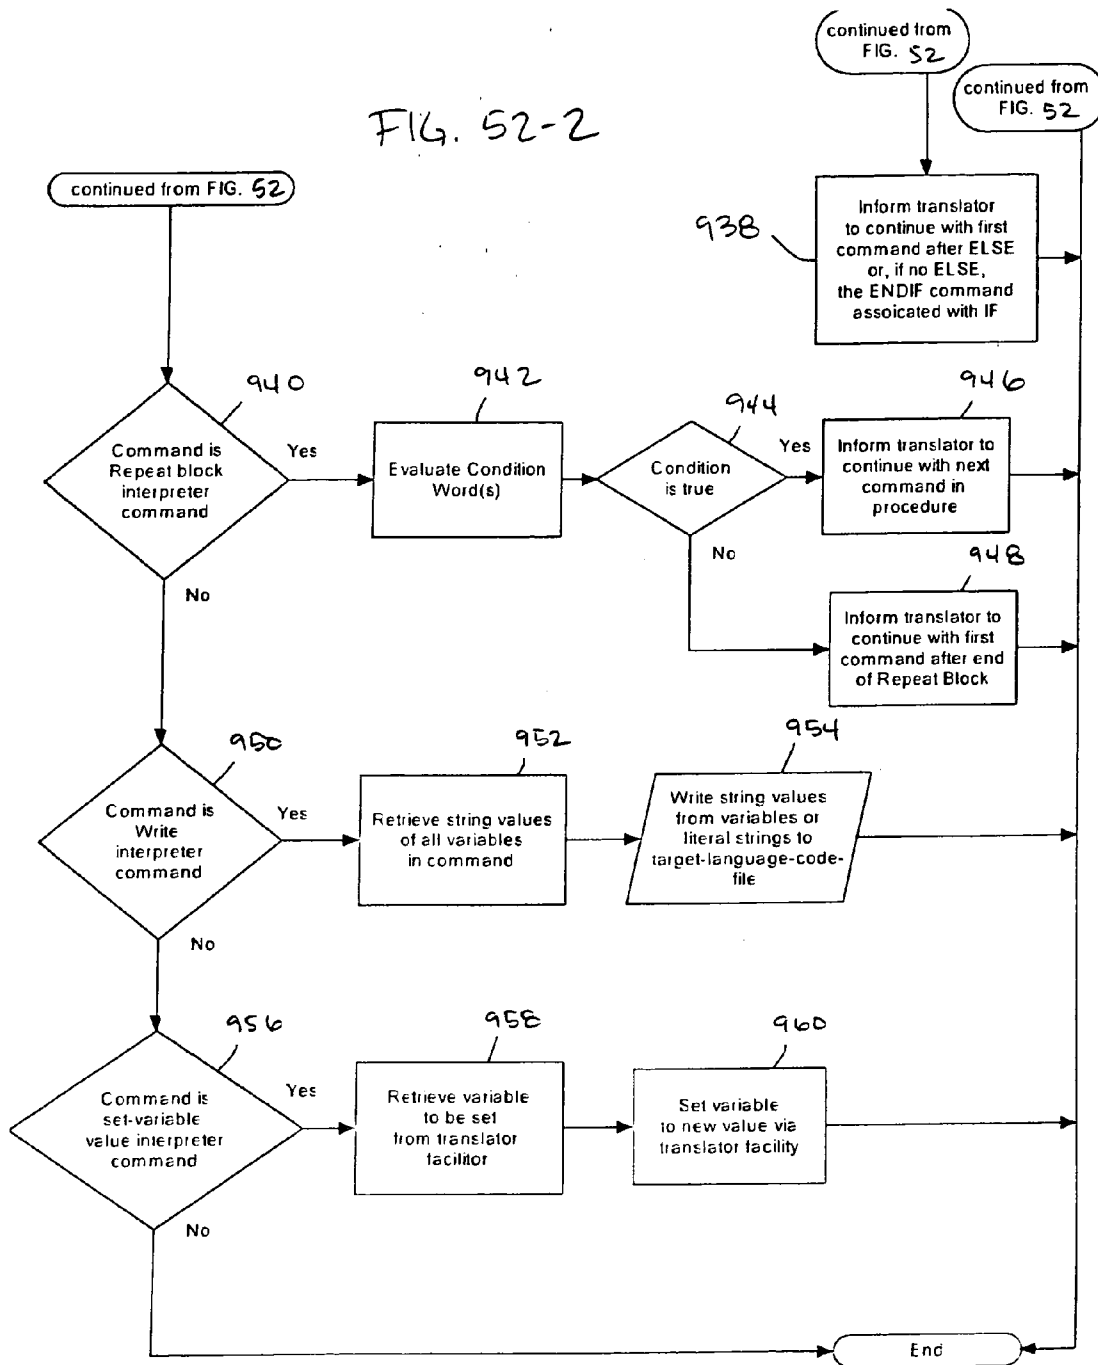 continued from
FIG. 52
continued from
FIG. 52
FIG. 52-2
continued from FIG. 52
938
Inform translator
to continue with first
command after ELSE
or, if no ELSE,
the ENDIF command
assoicated with IF
940
Command is
Repeat block
interpreter
command
Yes
No
942
Evaluate Condition
Word(s)
944
Condition
is true
Yes
No
946
Inform translator to
continue with next
command in
procedure
948
Inform translator to
continue with first
command after end
of Repeat Block
950
Command is
Write
interpreter
command
Yes
No
952
Retrieve string values
of all variables
in command
954
Write string values
from variables or
literal strings to
target-language-code-
file
956
Command is
set-variable
value interpreter
command
Yes
No
958
Retrieve variable
to be set
from translator
facilitor
960
Set variable
to new value via
translator facility
End